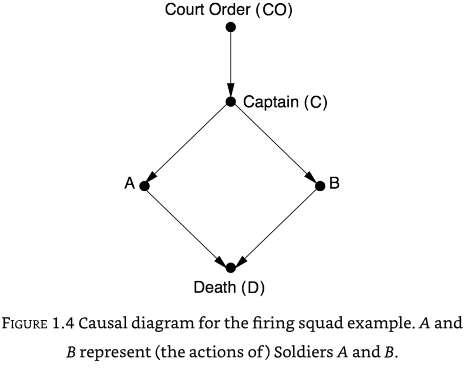 Court Order (CO)
Captain (C)
A
B
Death (D)
FIGURE 1.4 Causal diagram for the firing squad example. A and
B represent (the actions of) Soldiers A and B.